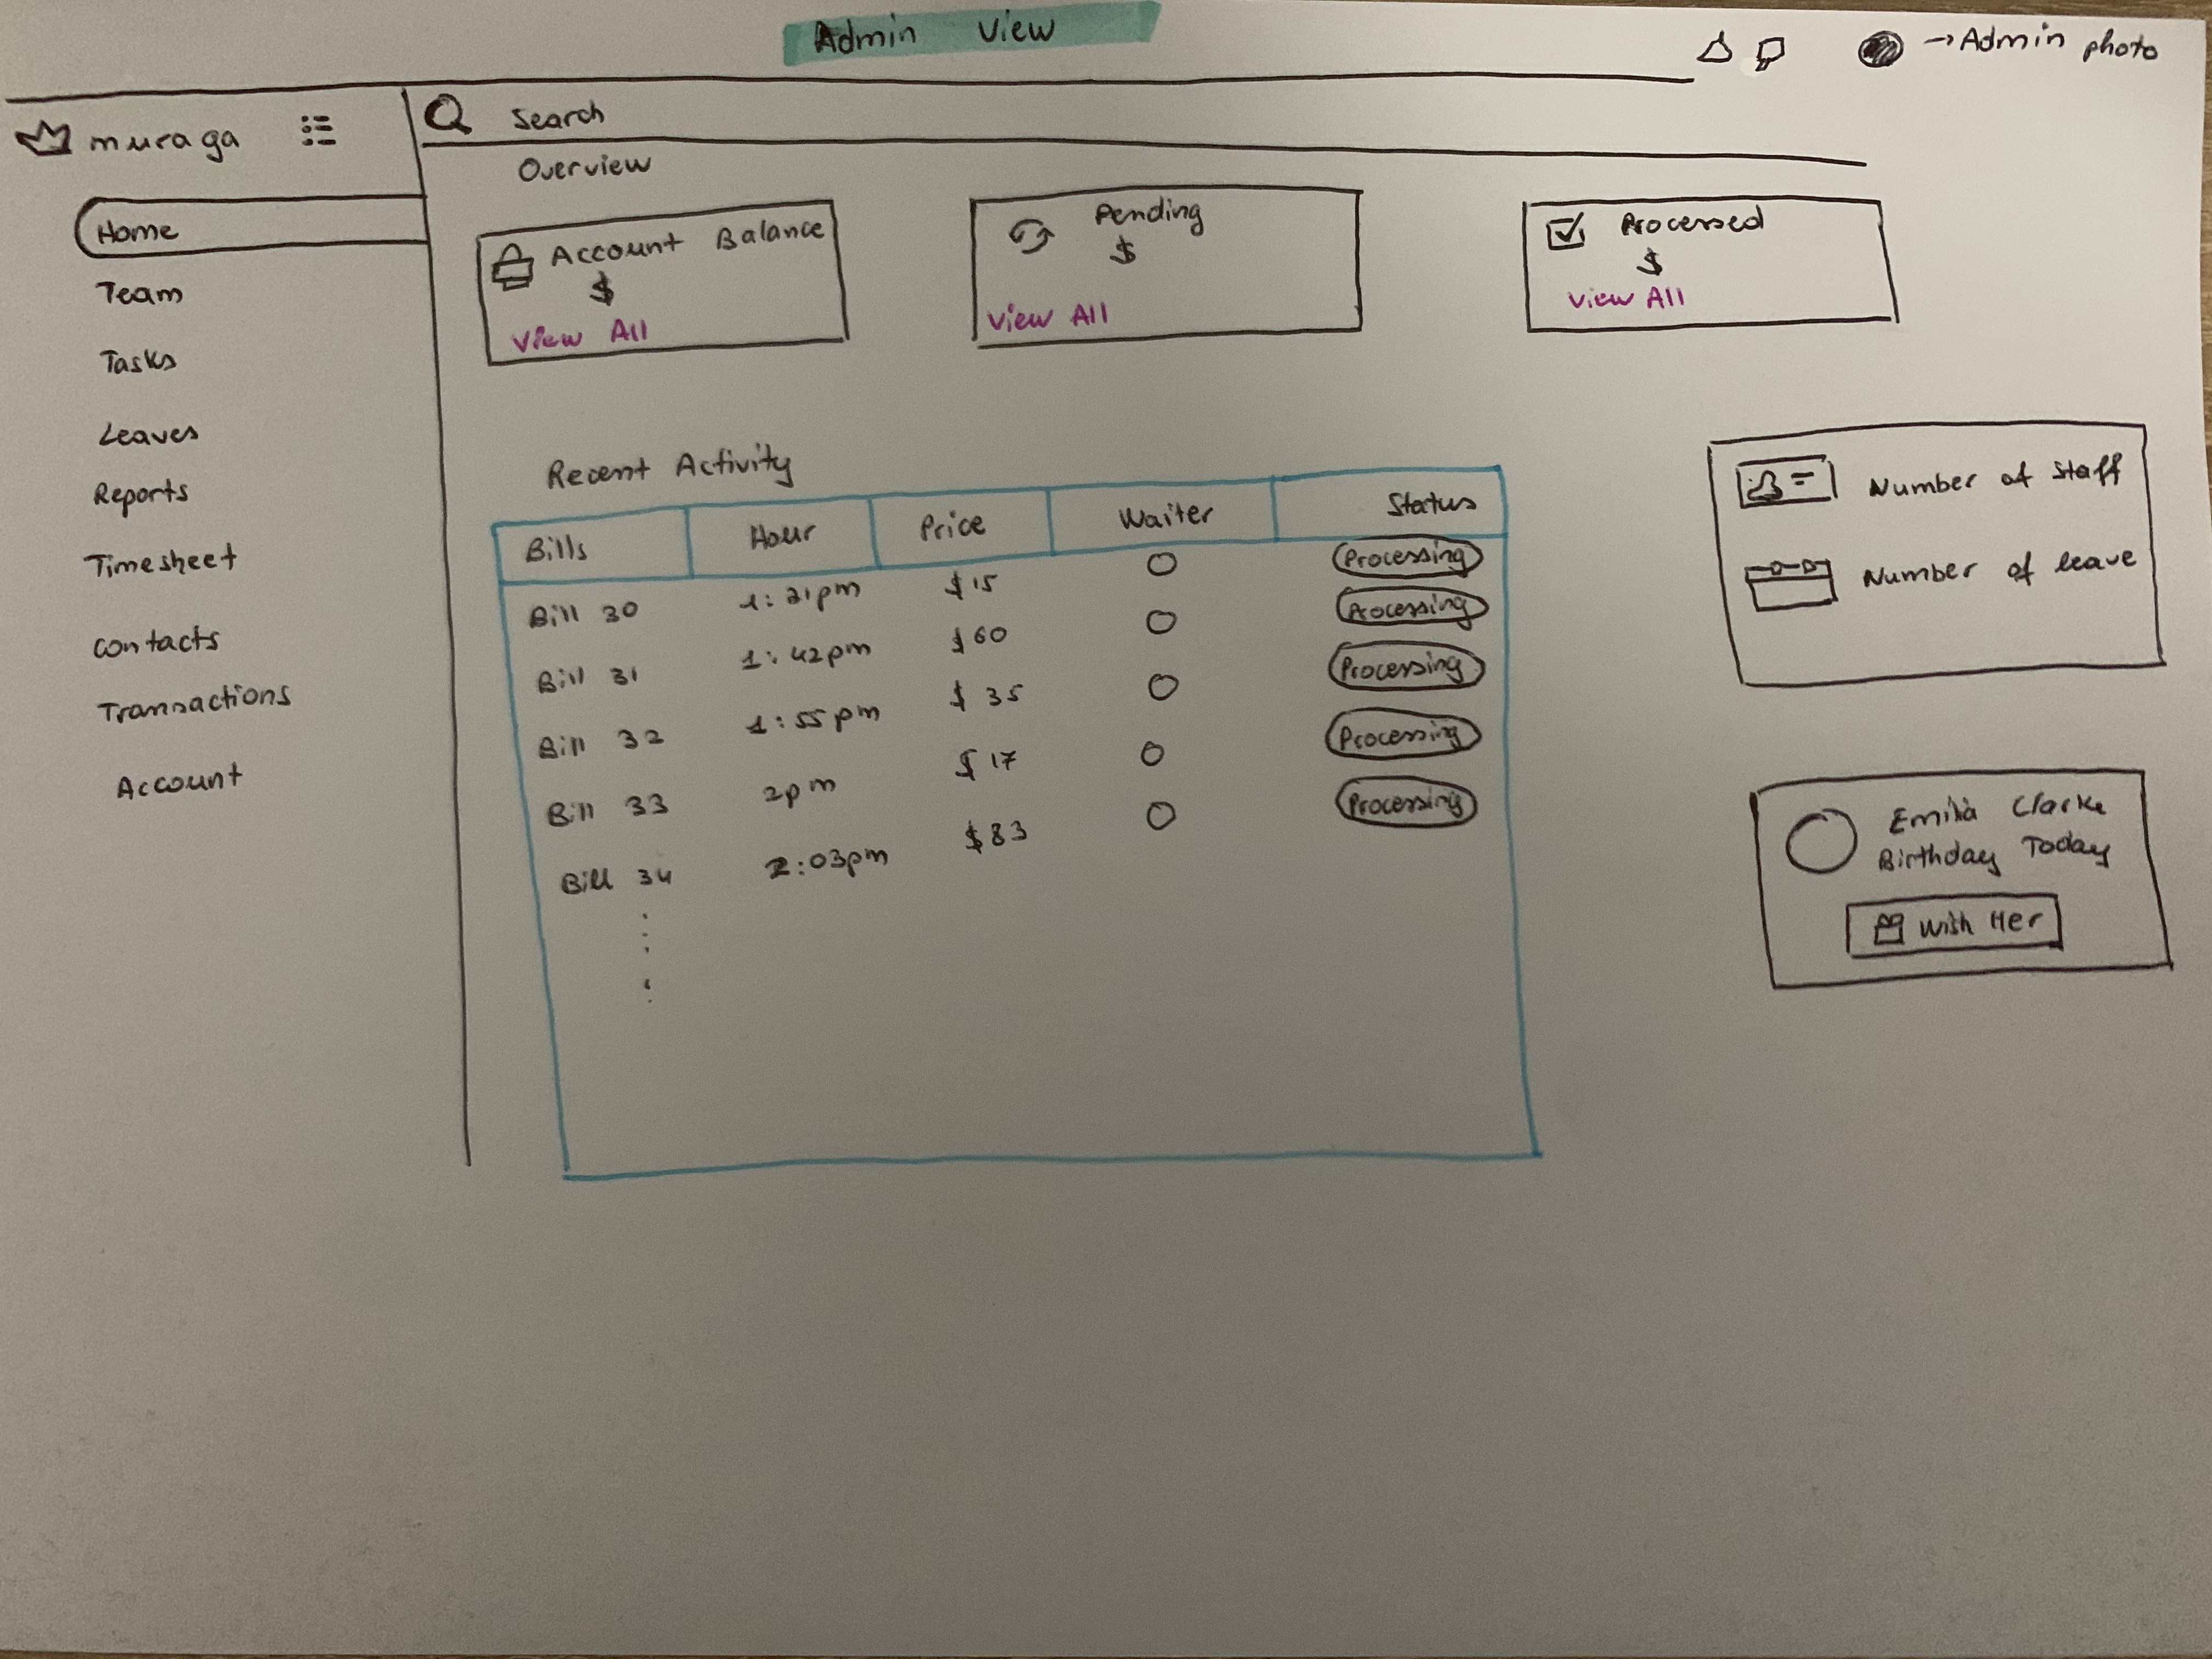 Admin View
→ Admin photo
muraga
Search
Home
Team
Tasks
Leaves
Reports
Timesheet
contacts
Transactions
Account
Overview
Account Balance
$
View All
Pending
$
View All
Processed
$
View All
Recent Activity
Bills Hour Price Waiter Status
Bill 30 1:21pm $15 Processing
Bill 31 1:42pm $60 Processing
Bill 32 1:55pm $35 Processing
Bill 33 2pm $17 Processing
Bill 34 2:03pm $83 Processing
Number of staff
Number of leave
Emilia Clarke
Birthday Today
Wish Her